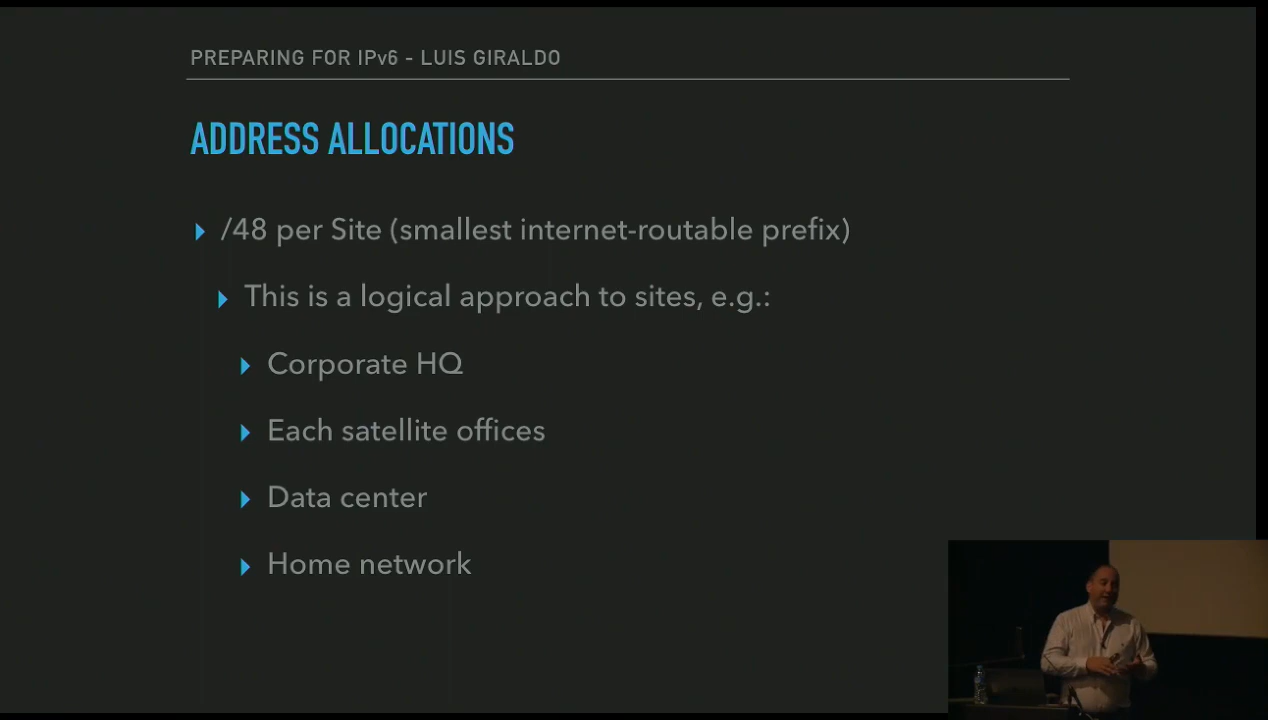 PREPARING FOR IPv6 - LUIS GIRALDO
ADDRESS ALLOCATIONS
/48 per Site (smallest internet-routable prefix)
This is a logical approach to sites, e.g.:
Corporate HQ
Each satellite offices
Data center
Home network